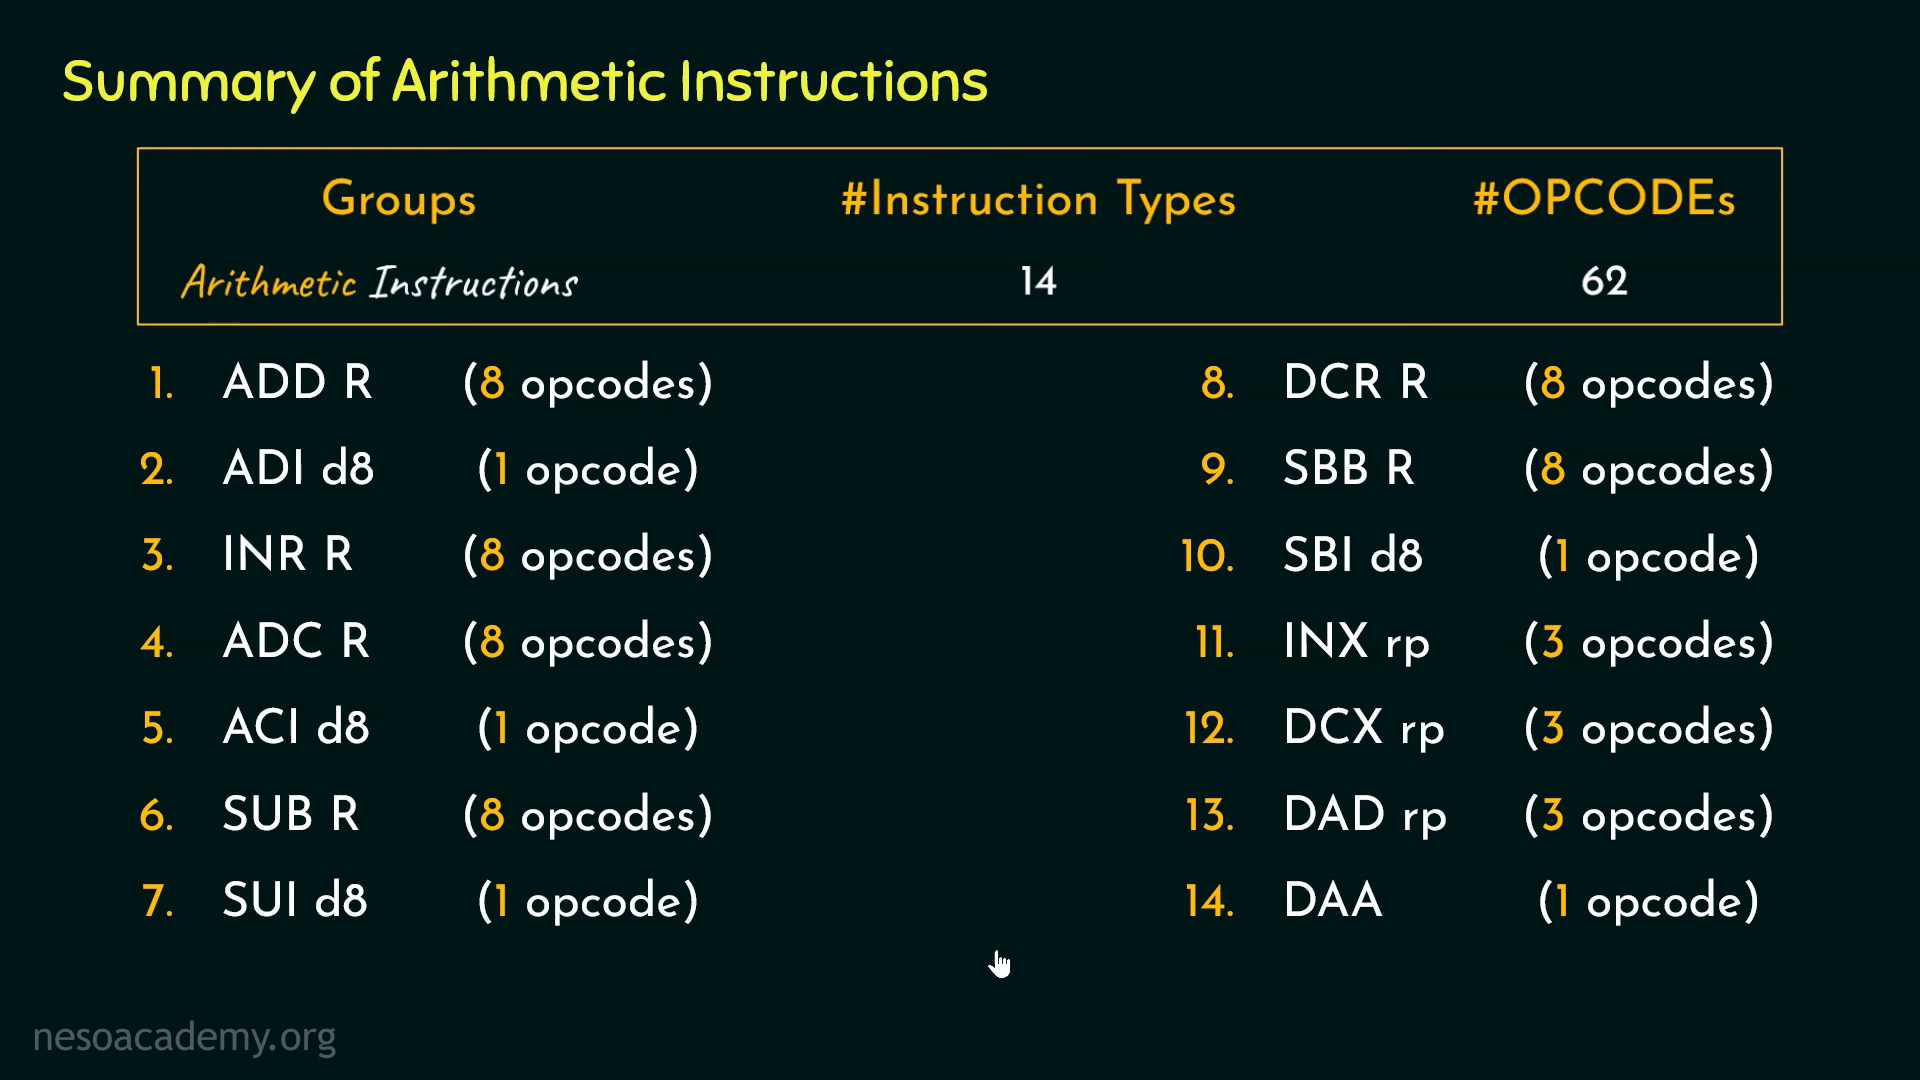 Summary of Arithmetic Instructions
Groups #Instruction Types #OPCODEs
Arithmetic Instructions 14 62
1. ADD R (8 opcodes)
2. ADI d8 (1 opcode)
3. INR R (8 opcodes)
4. ADC R (8 opcodes)
5. ACI d8 (1 opcode)
6. SUB R (8 opcodes)
7. SUI d8 (1 opcode)
8. DCR R (8 opcodes)
9. SBB R (8 opcodes)
10. SBI d8 (1 opcode)
11. INX rp (3 opcodes)
12. DCX rp (3 opcodes)
13. DAD rp (3 opcodes)
14. DAA (1 opcode)
nesoacademy.org